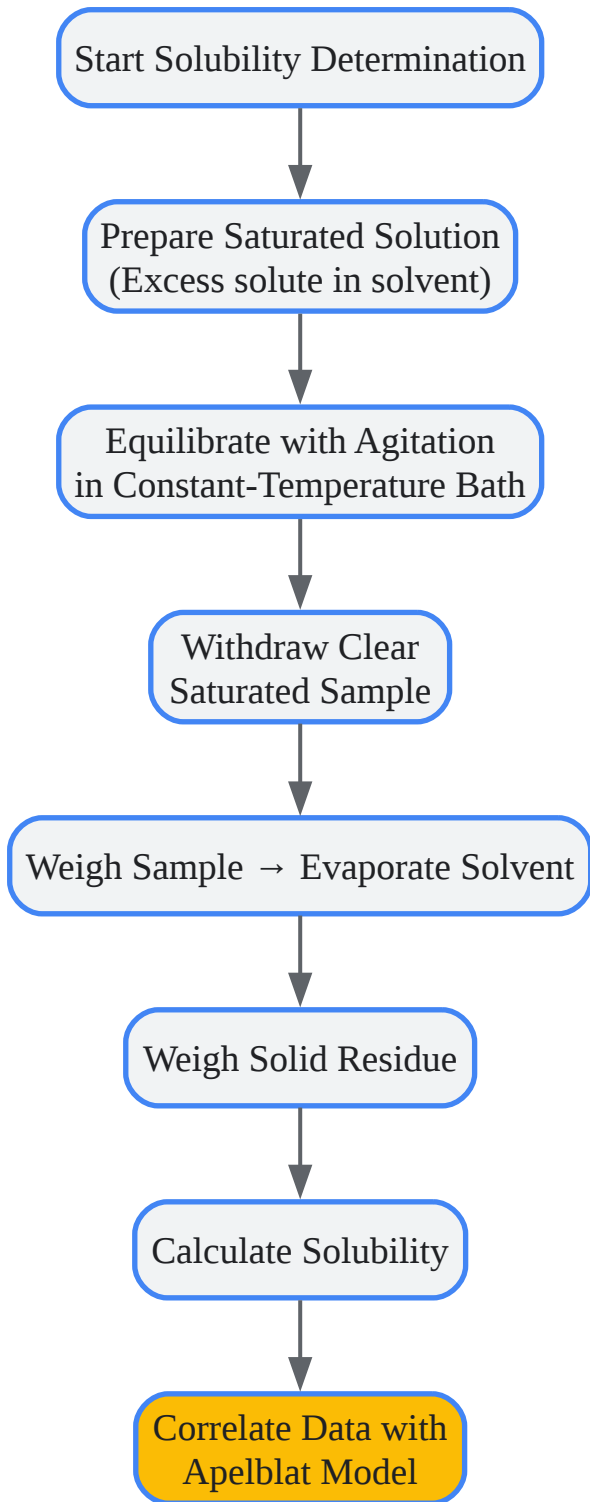 Start Solubility Determination
Prepare Saturated Solution
(Excess solute in solvent)
Equilibrate with Agitation
in Constant-Temperature Bath
Withdraw Clear
Saturated Sample
Weigh Sample → Evaporate Solvent
Weigh Solid Residue
Calculate Solubility
Correlate Data with
Apelblat Model